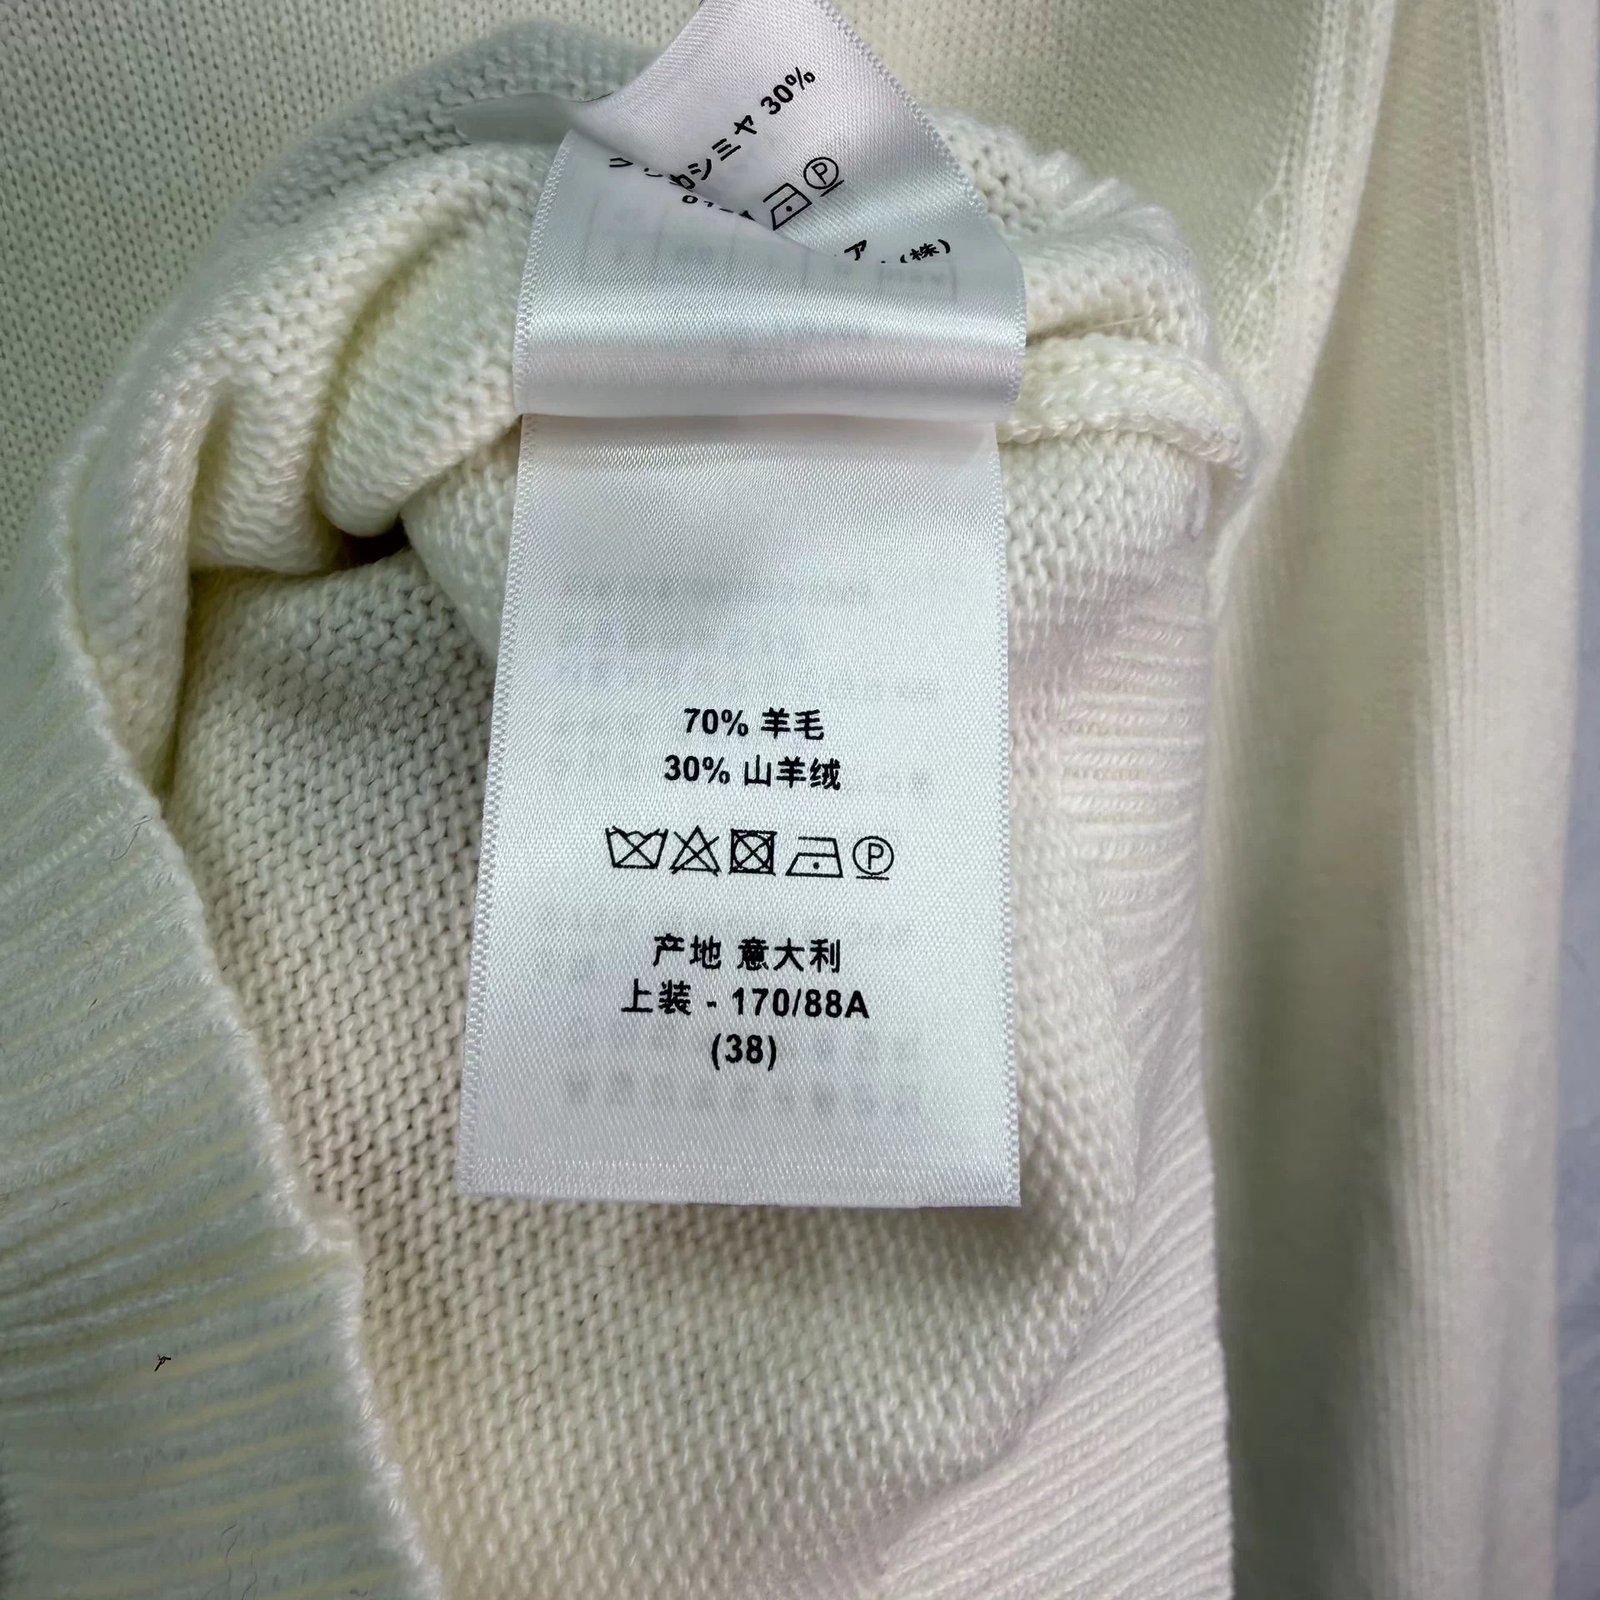 カシミヤ 30%
P
(株)
70% 羊毛
30% 山羊绒
P
产地 意大利
上装 - 170/88A
(38)